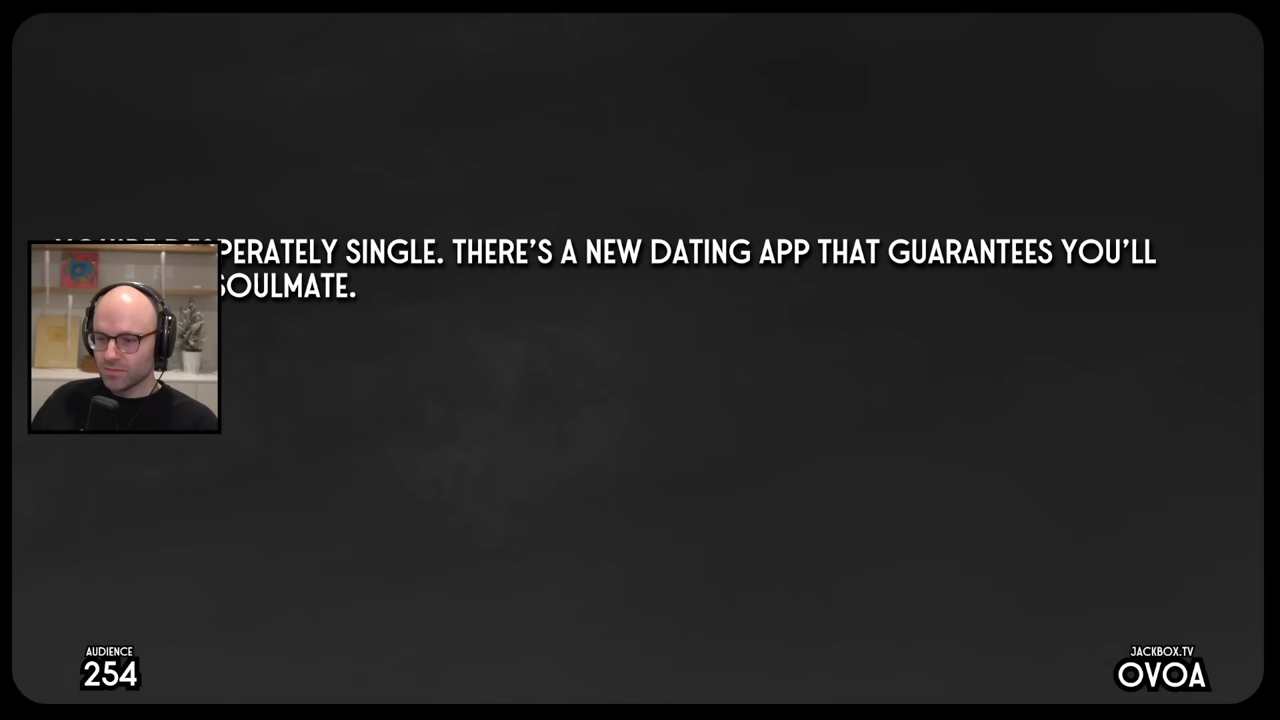 PERATELY SINGLE. THERE'S A NEW DATING APP THAT GUARANTEES YOU'LL
SOULMATE.
AUDIENCE
254
JACKBOX.TV
OVOA